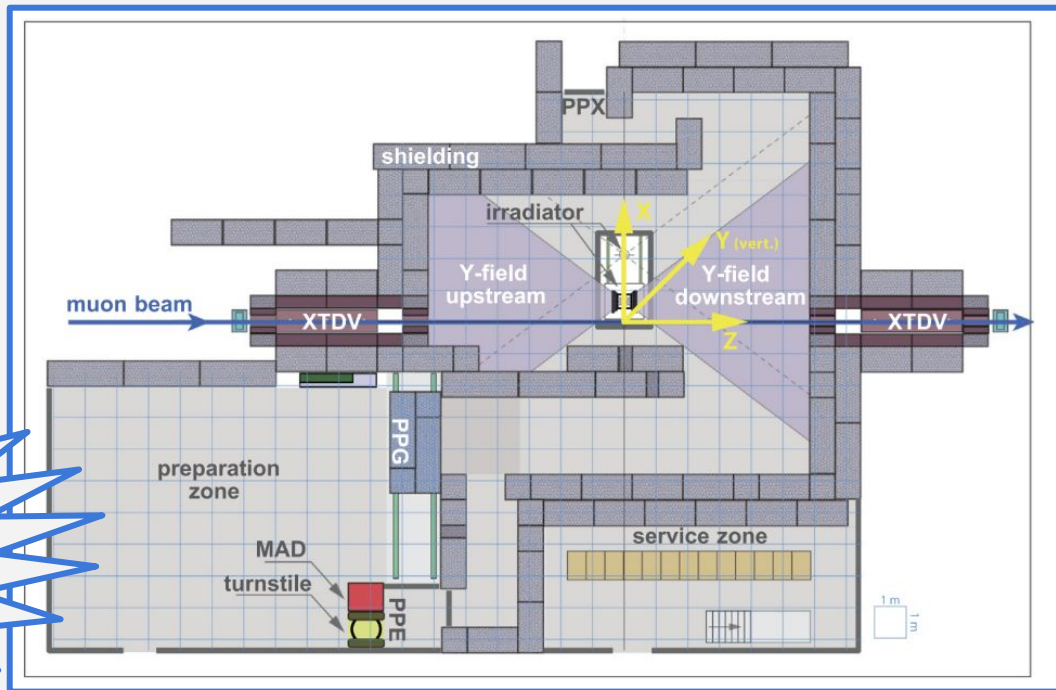 PPX
shielding
irradiator
X
Y (vert.)
Y-field
upstream
Y-field
downstream
muon beam
XTDV
XTDV
Z
PPG
preparation
zone
service zone
MAD
turnstile
PPE
1 m
1 m